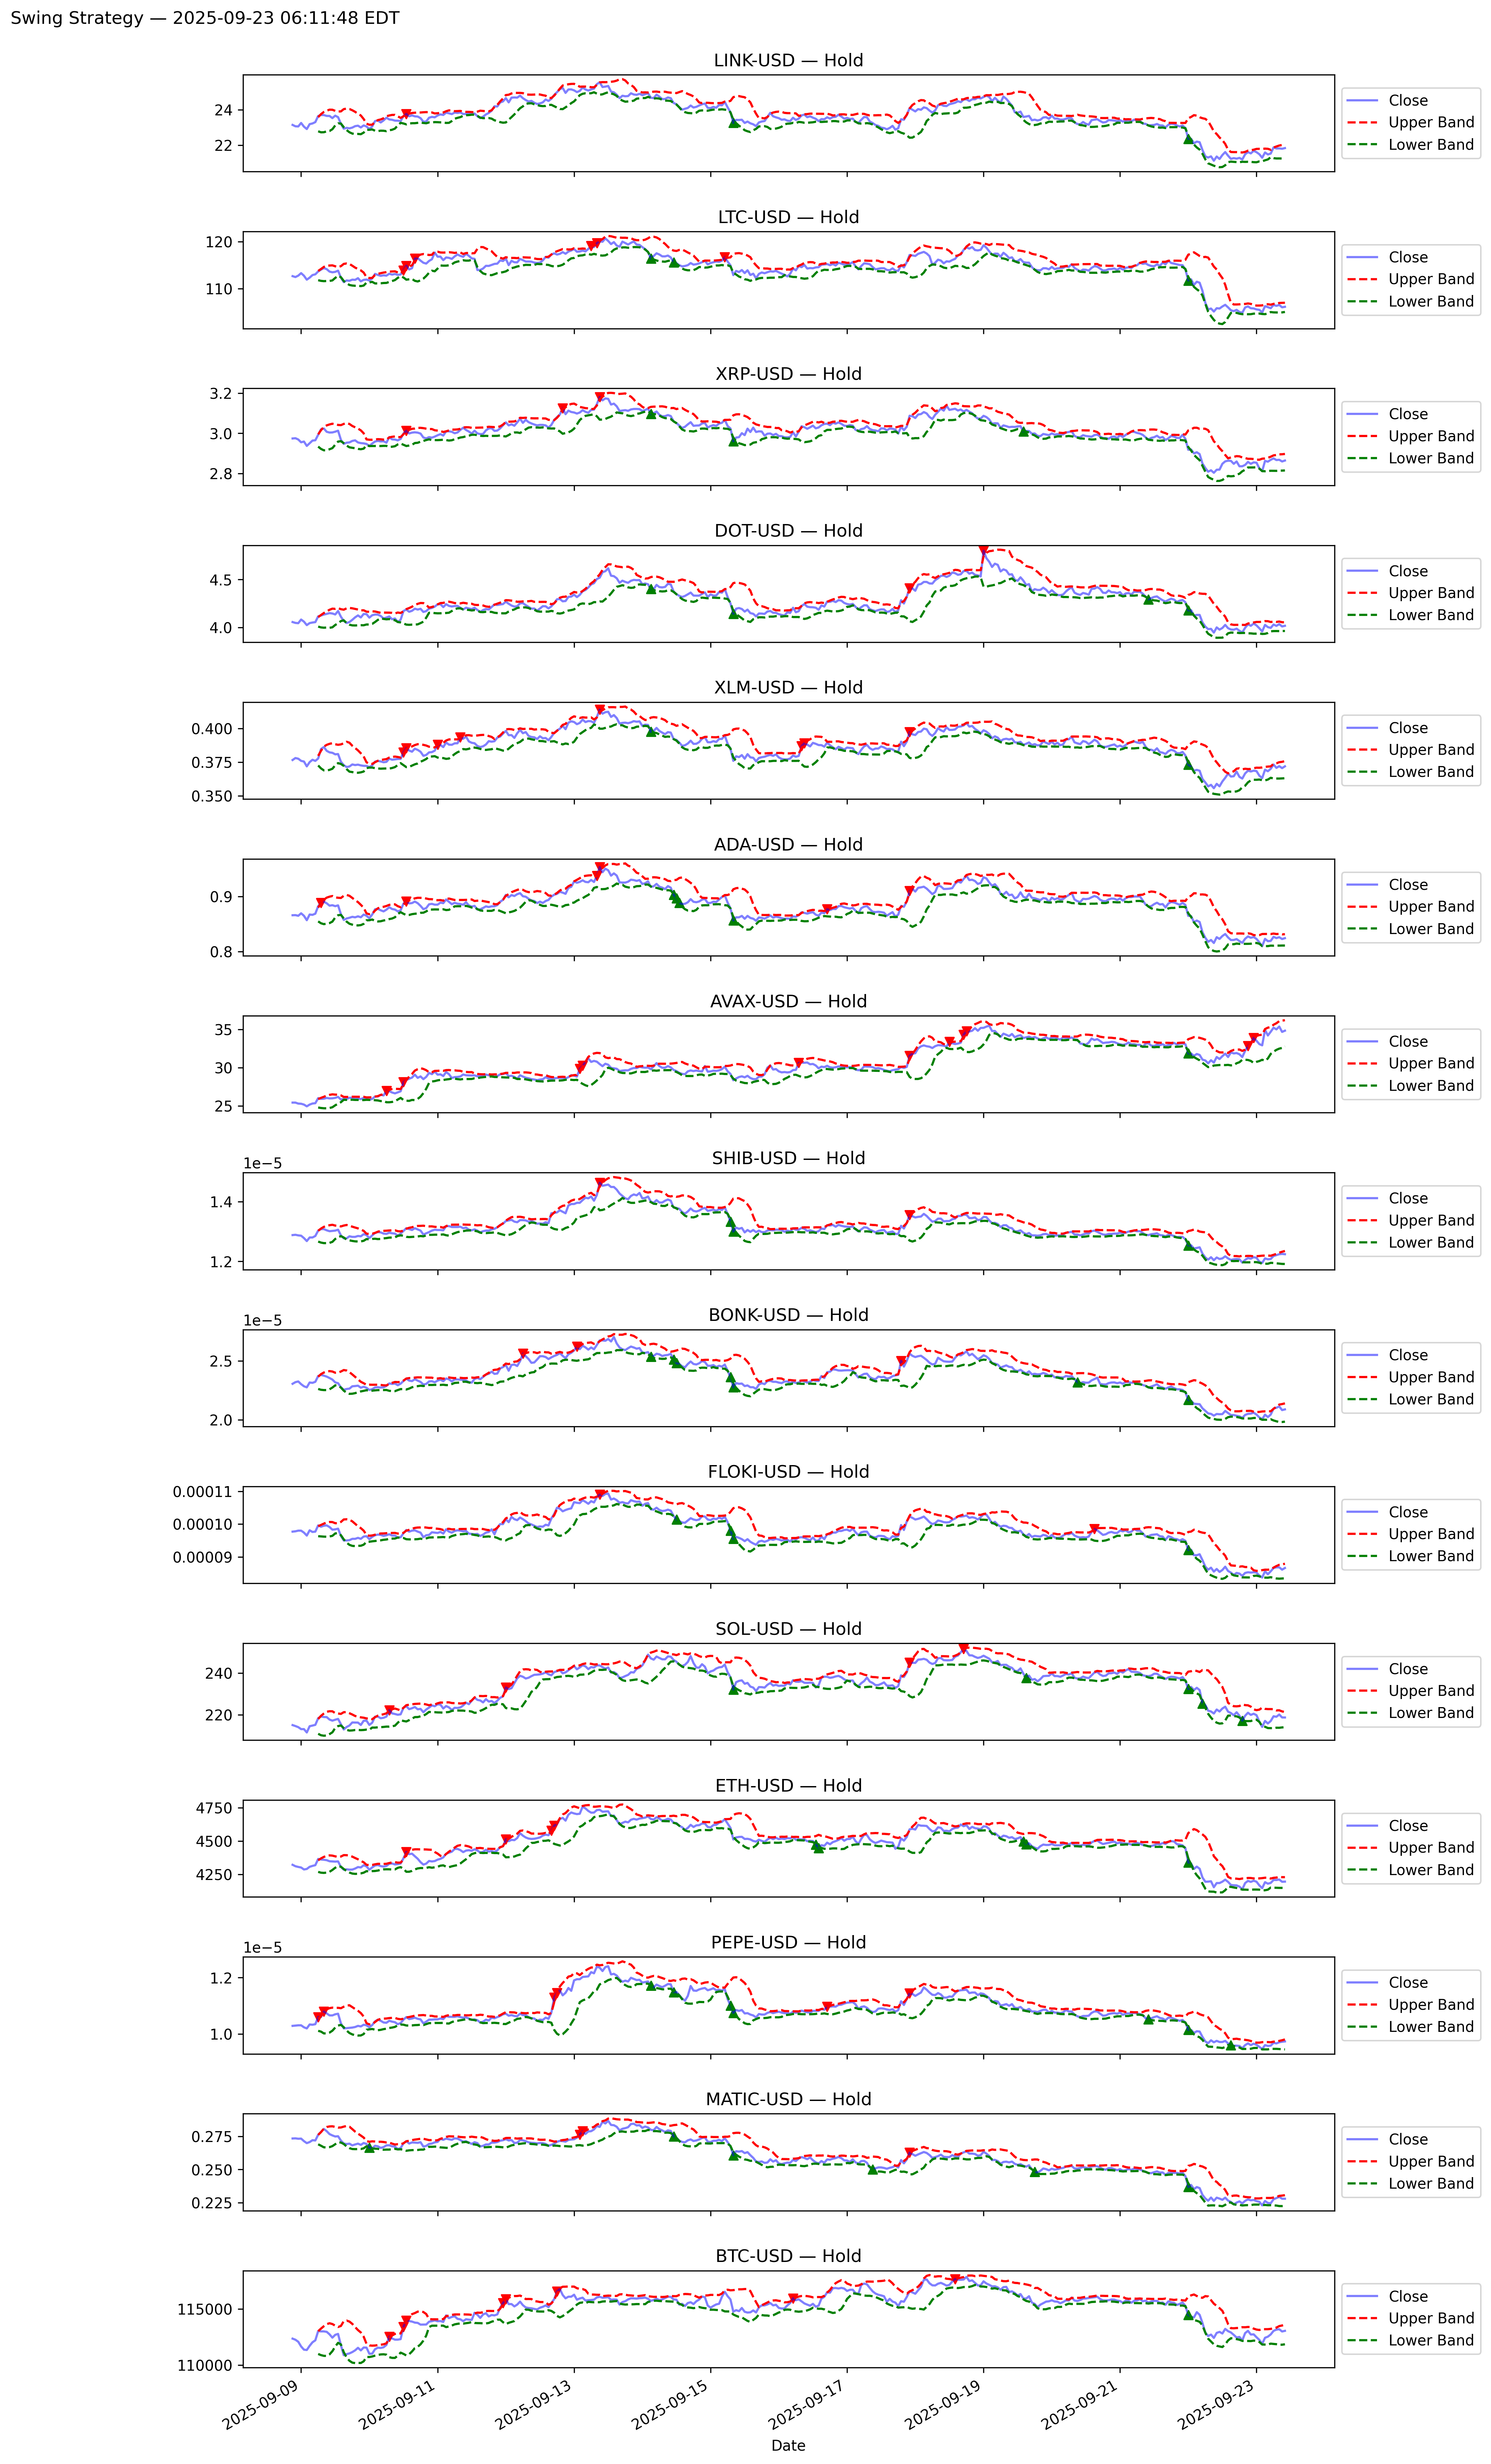 Swing Strategy — 2025-09-23 06:11:48 EDT
LINK-USD — Hold
24
22
Close
Upper Band
Lower Band
LTC-USD — Hold
120
110
Close
Upper Band
Lower Band
XRP-USD — Hold
3.2
3.0
2.8
Close
Upper Band
Lower Band
DOT-USD — Hold
4.5
4.0
Close
Upper Band
Lower Band
XLM-USD — Hold
0.400
0.375
0.350
Close
Upper Band
Lower Band
ADA-USD — Hold
0.9
0.8
Close
Upper Band
Lower Band
AVAX-USD — Hold
35
30
25
Close
Upper Band
Lower Band
SHIB-USD — Hold
1e−5
1.4
1.2
Close
Upper Band
Lower Band
BONK-USD — Hold
1e−5
2.5
2.0
Close
Upper Band
Lower Band
FLOKI-USD — Hold
0.00011
0.00010
0.00009
Close
Upper Band
Lower Band
SOL-USD — Hold
240
220
Close
Upper Band
Lower Band
ETH-USD — Hold
4750
4500
4250
Close
Upper Band
Lower Band
PEPE-USD — Hold
1e−5
1.2
1.0
Close
Upper Band
Lower Band
MATIC-USD — Hold
0.275
0.250
0.225
Close
Upper Band
Lower Band
BTC-USD — Hold
115000
110000
Close
Upper Band
Lower Band
2025-09-09
2025-09-11
2025-09-13
2025-09-15
2025-09-17
2025-09-19
2025-09-21
2025-09-23
Date